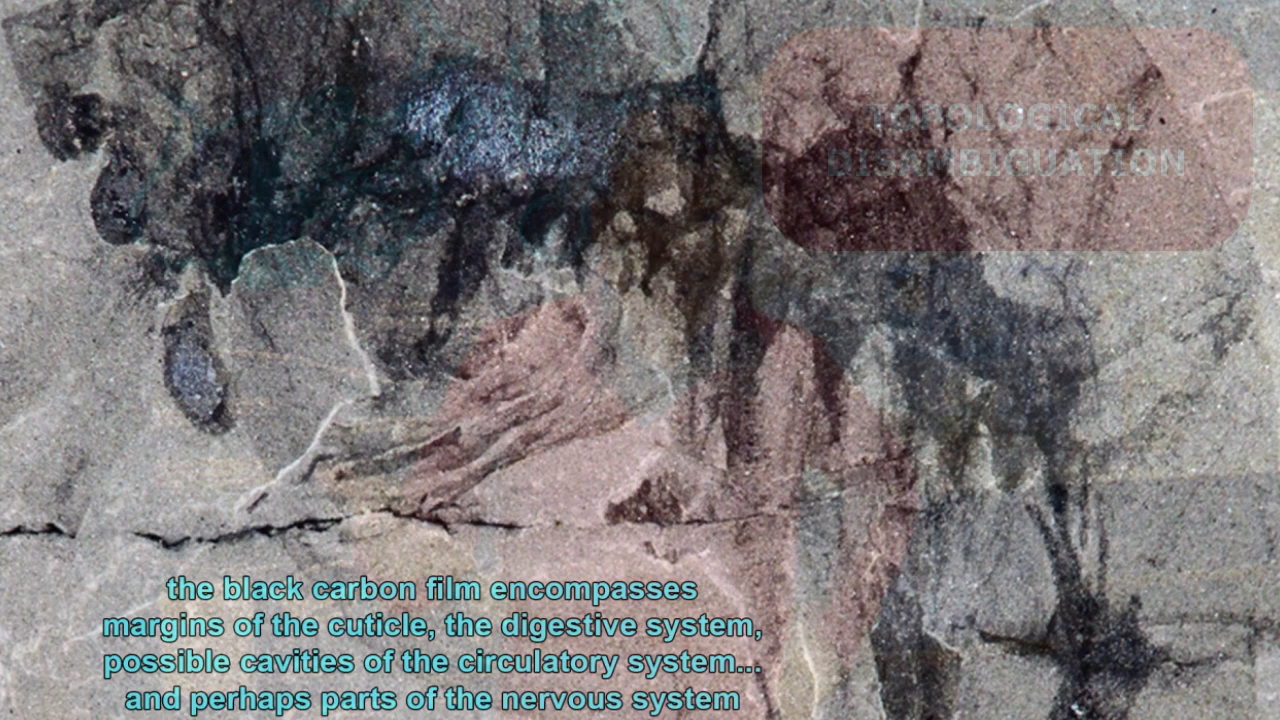 TOPOLOGICAL
DISAMBIGUATION
the black carbon film encompasses
margins of the cuticle, the digestive system,
possible cavities of the circulatory system...
and perhaps parts of the nervous system